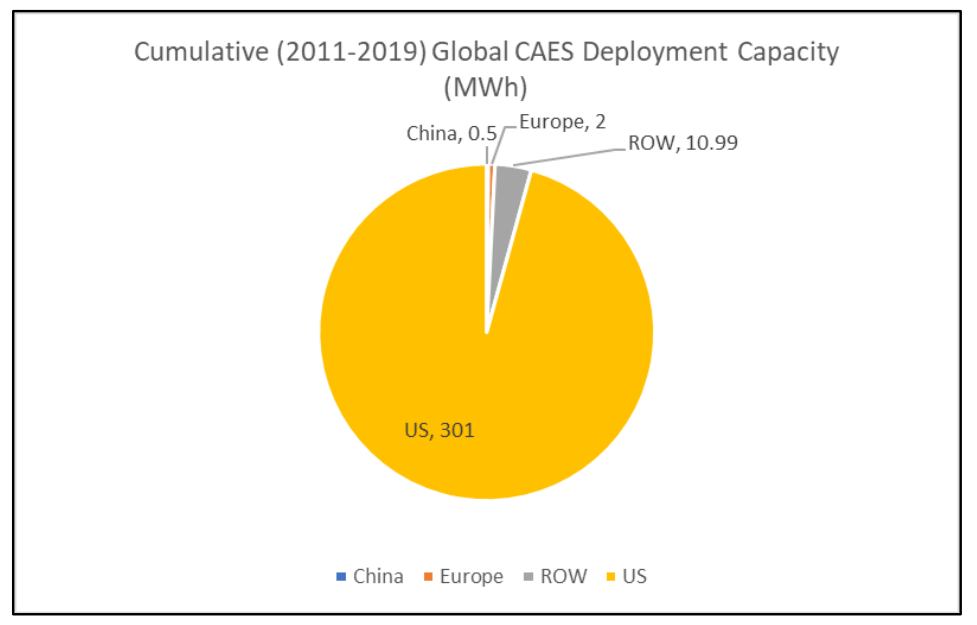 Cumulative (2011-2019) Global CAES Deployment Capacity
(MWh)
China, 0.5
Europe, 2
ROW, 10.99
US, 301
China Europe ROW US